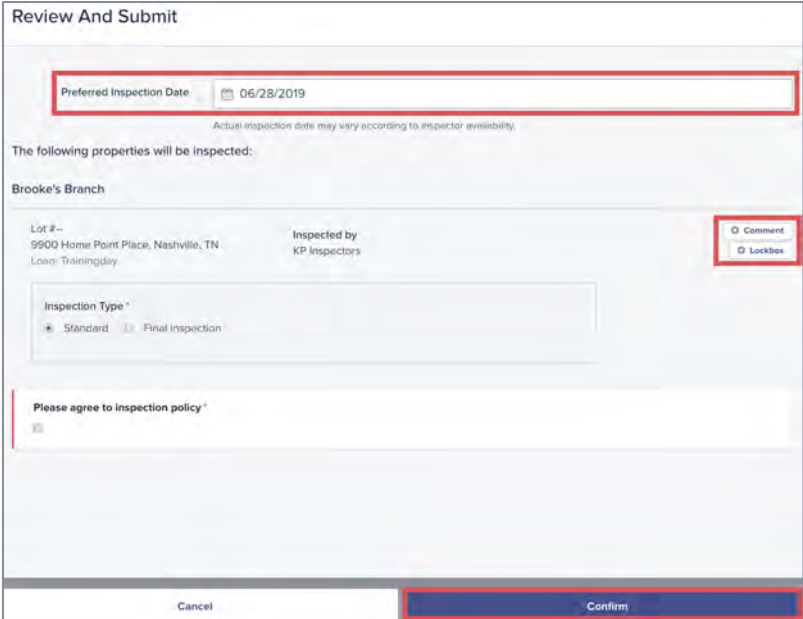 Review And Submit
Preferred Inspection Date
06/28/2019
Actual inspection date may vary according to inspector availability.
The following properties will be inspected:
Brooke's Branch
Lot #--
9900 Home Point Place, Nashville, TN
Loan: Trainingday
Inspected by
KP Inspectors
Comment
Lockbox
Inspection Type *
Standard Final Inspection
Please agree to inspection policy *
Cancel
Confirm